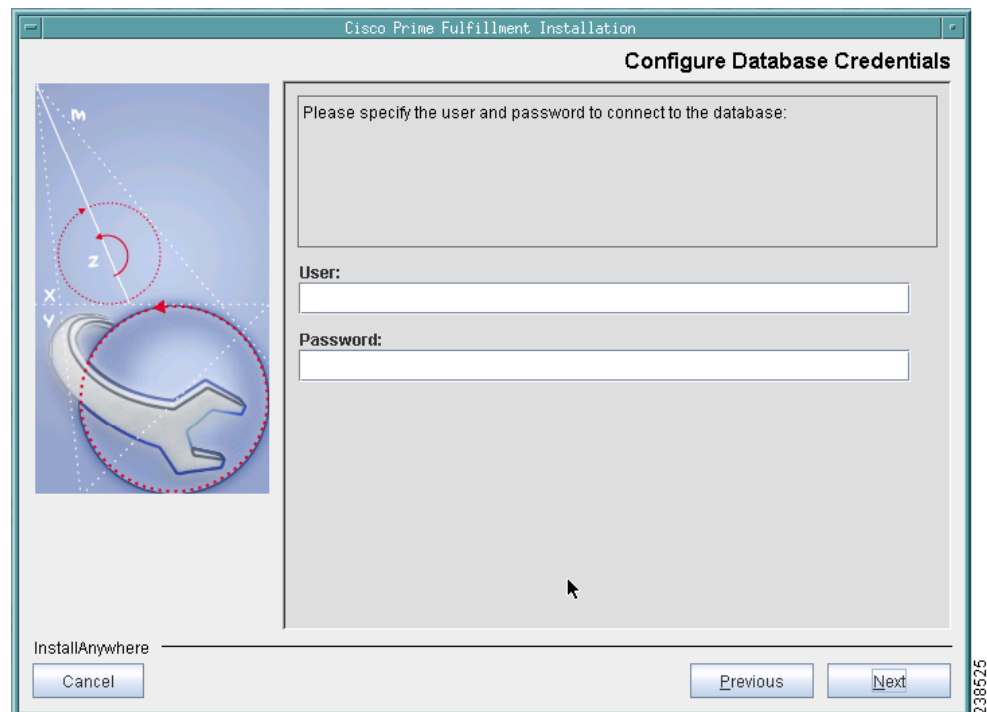 Cisco Prime Fulfillment Installation
Configure Database Credentials
m
z
X
Y
Please specify the user and password to connect to the database:
User:
Password:
InstallAnywhere
Cancel
Previous
Next
238525